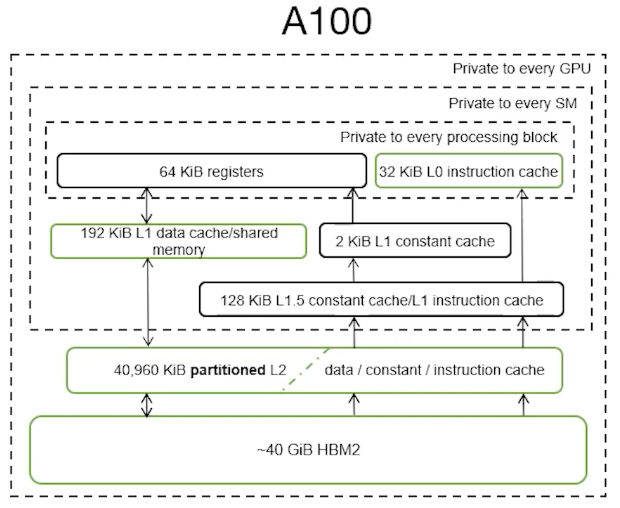 A100
Private to every GPU
Private to every SM
Private to every processing block
64 KiB registers
32 KiB L0 instruction cache
192 KiB L1 data cache/shared
memory
2 KiB L1 constant cache
128 KiB L1.5 constant cache/L1 instruction cache
40,960 KiB partitioned L2 data / constant / instruction cache
~40 GiB HBM2